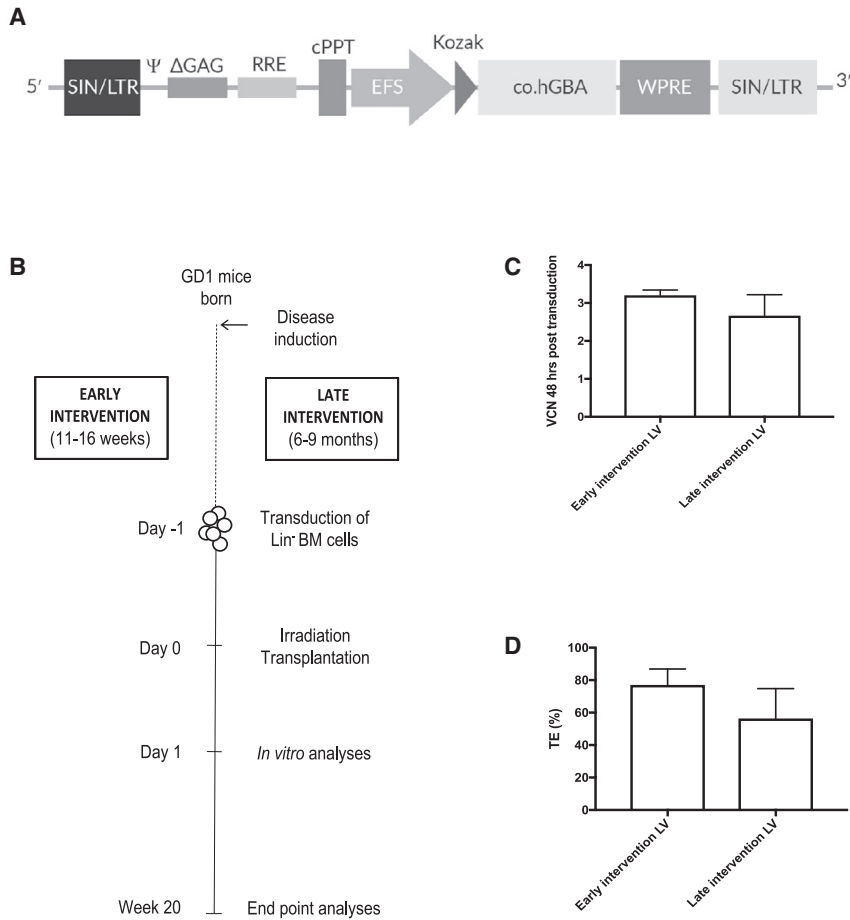 A
5′ SIN/LTR Ψ ΔGAG RRE cPPT EFS Kozak co.hGBA WPRE SIN/LTR 3′
B
GD1 mice
born
Disease
induction
EARLY
INTERVENTION
(11-16 weeks)
LATE
INTERVENTION
(6-9 months)
Day -1
Transduction of
Lin⁻ BM cells
Day 0
Irradiation
Transplantation
Day 1
In vitro analyses
Week 20
End point analyses
C
VCN 48 hrs post transduction
4
3
2
1
0
Early intervention LV
Late intervention LV
D
TE (%)
100
80
60
40
20
0
Early intervention LV
Late intervention LV